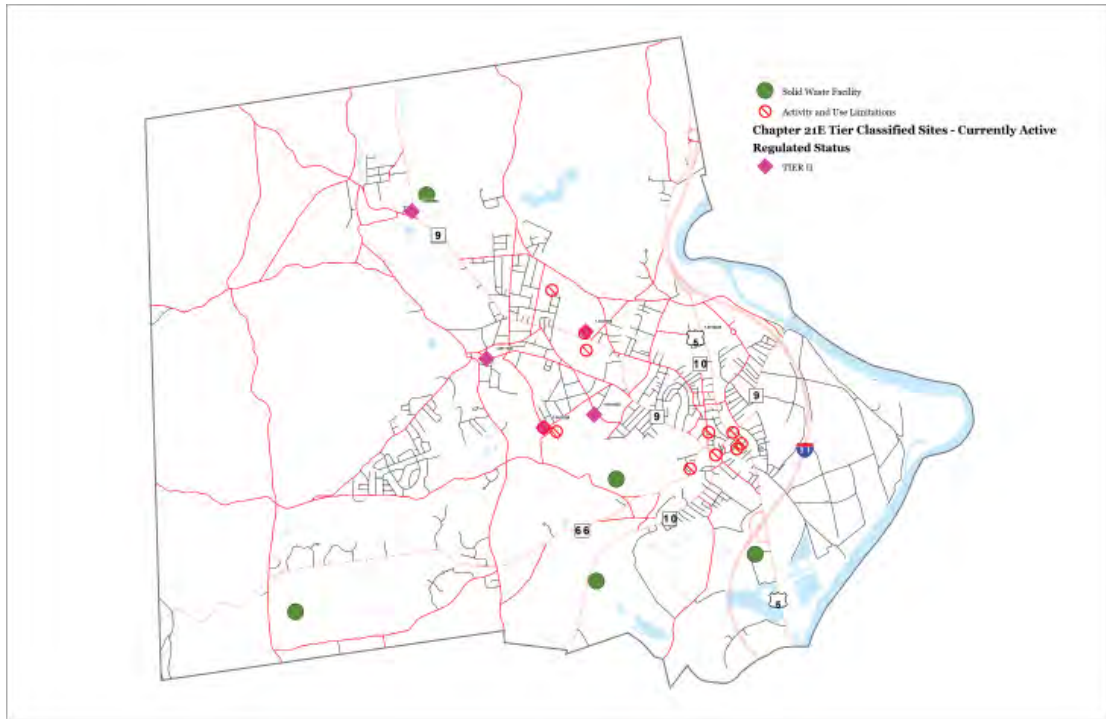 Solid Waste Facility
Activity and Use Limitations
Chapter 21E Tier Classified Sites - Currently Active
Regulated Status
TIER II
9
5
10
9
9
10
66
5